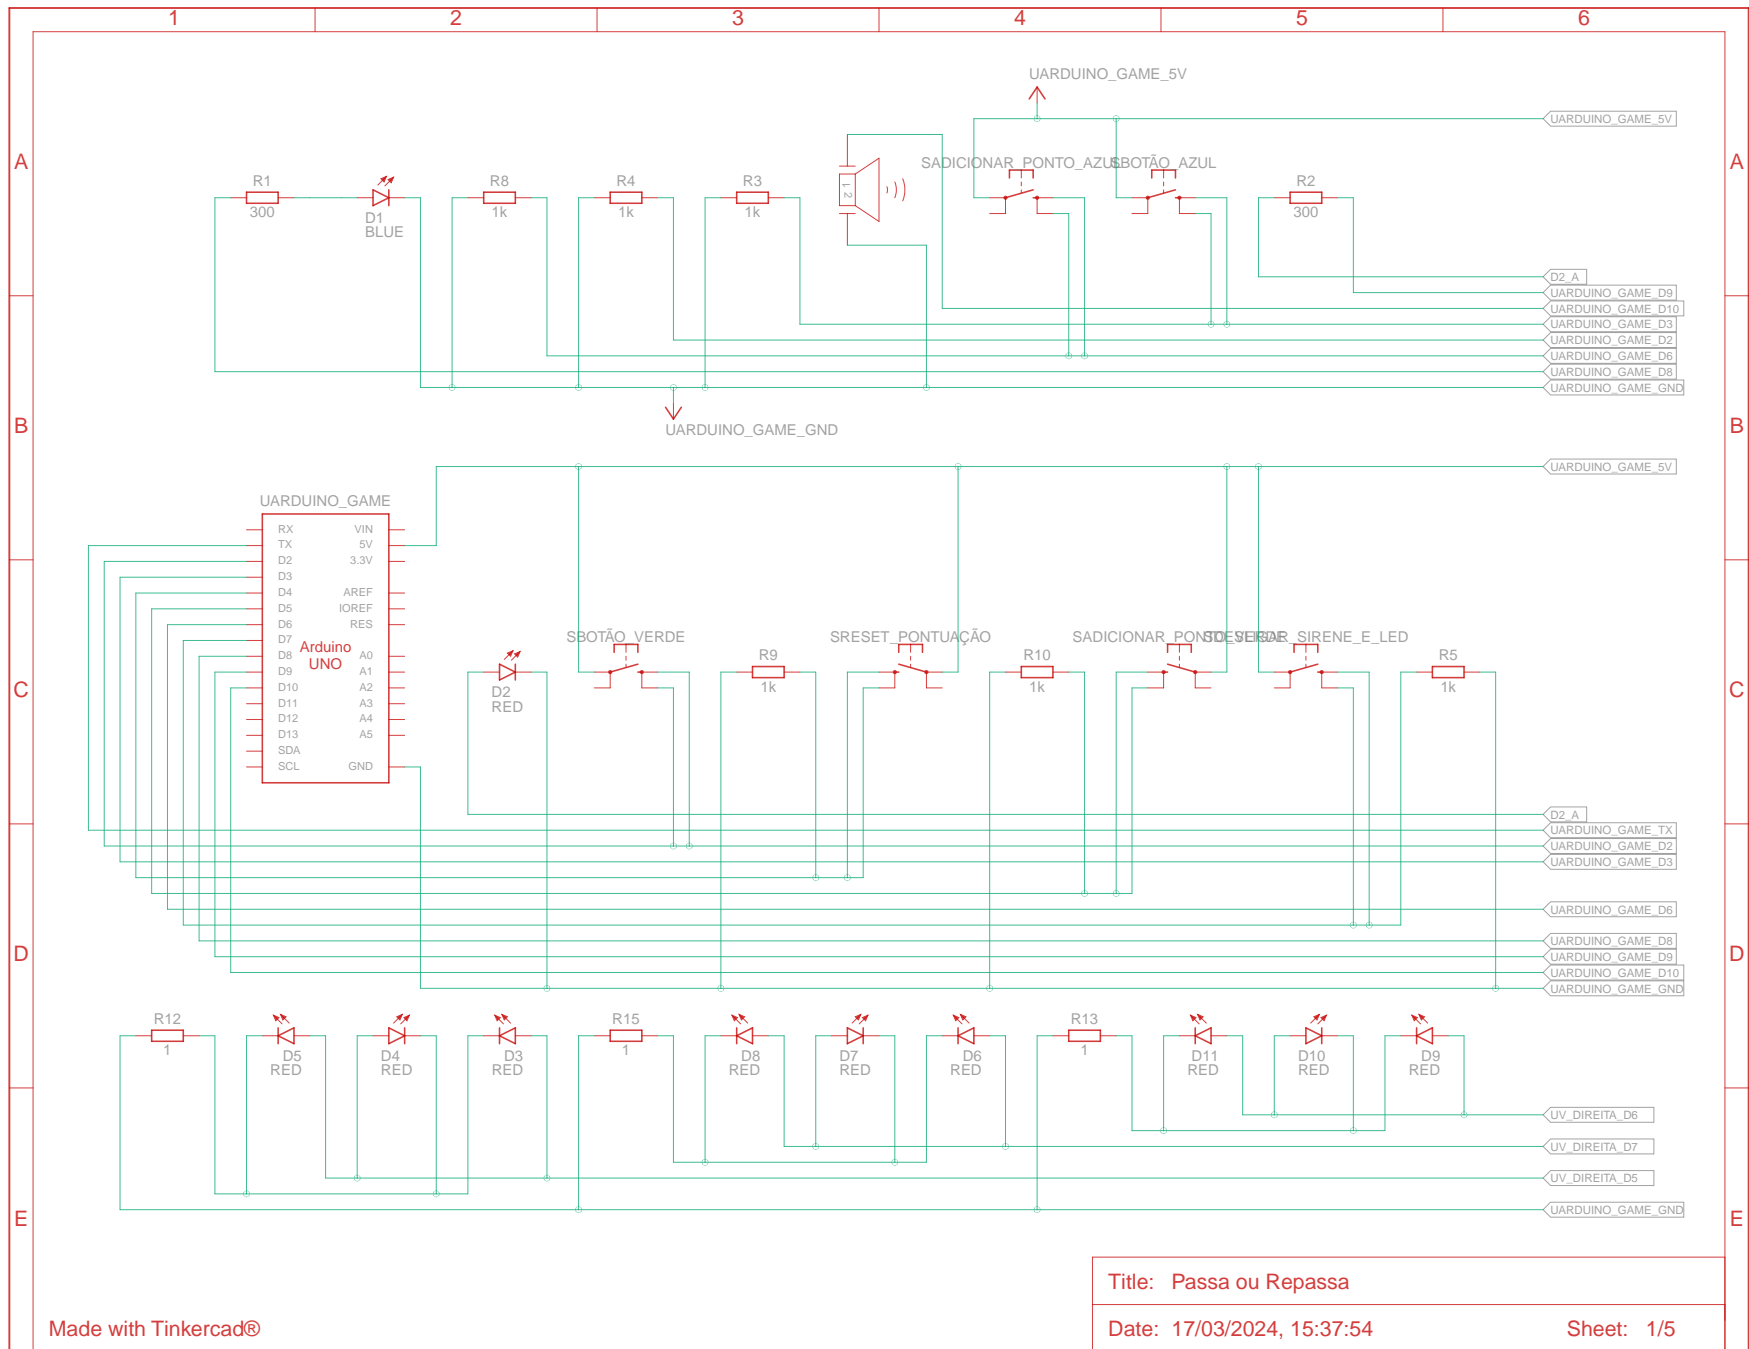 1 2 3 4 5 6
UARDUINO_GAME_5V
UARDUINO_GAME_5V
A A
SADICIONAR_PONTO_AZUL SBOTÃO_AZUL
R1 R8 R4 R3 1 2 R2
300 1k 1k 1k 300
D1
BLUE
D2_A
UARDUINO_GAME_D9
UARDUINO_GAME_D10
UARDUINO_GAME_D3
UARDUINO_GAME_D2
UARDUINO_GAME_D6
UARDUINO_GAME_D8
UARDUINO_GAME_GND
B B
UARDUINO_GAME_GND
UARDUINO_GAME_5V
UARDUINO_GAME
RX VIN
TX 5V
D2 3.3V
D3
D4 AREF
D5 IOREF
D6 RES
D7
Arduino
UNO
D8 A0
D9 A1
D10 A2
D11 A3
D12 A4
D13 A5
SDA
SCL GND
SBOTÃO_VERDE SRESET_PONTUAÇÃO SADICIONAR_PONTO_VERDE SDESLIGAR_SIRENE_E_LED
R9 R10 R5
1k 1k 1k
C C
D2
RED
D2_A
UARDUINO_GAME_TX
UARDUINO_GAME_D2
UARDUINO_GAME_D3
UARDUINO_GAME_D6
UARDUINO_GAME_D8
UARDUINO_GAME_D9
UARDUINO_GAME_D10
UARDUINO_GAME_GND
D D
R12 R15 R13
1 1 1
D5 D4 D3 D8 D7 D6 D11 D10 D9
RED RED RED RED RED RED RED RED RED
UV_DIREITA_D6
UV_DIREITA_D7
UV_DIREITA_D5
UARDUINO_GAME_GND
E E
Title: Passa ou Repassa
Made with Tinkercad®
Date: 17/03/2024, 15:37:54 Sheet: 1/5